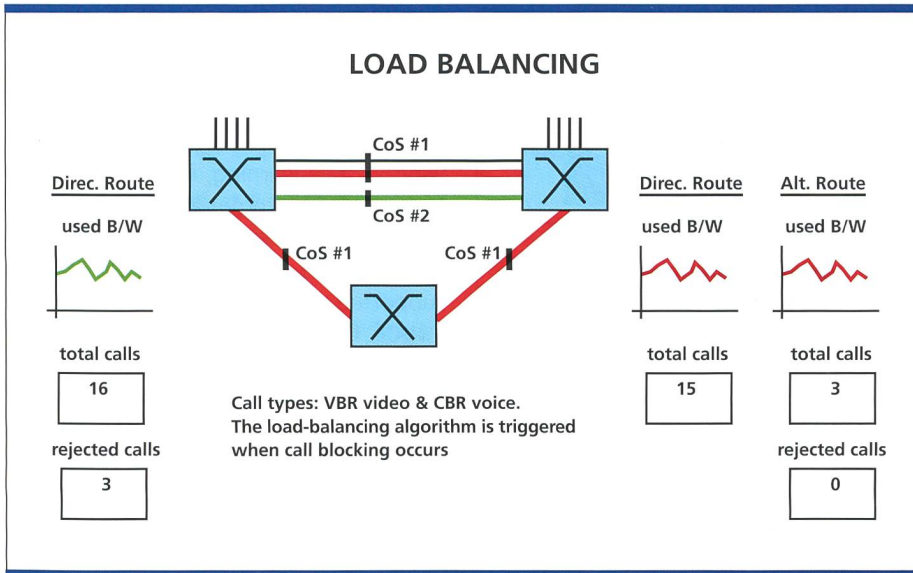 LOAD BALANCING
CoS #1
CoS #2
CoS #1
CoS #1
Direc. Route
used B/W
total calls
16
rejected calls
3
Call types: VBR video & CBR voice.
The load-balancing algorithm is triggered
when call blocking occurs
Direc. Route
used B/W
total calls
15
Alt. Route
used B/W
total calls
3
rejected calls
0